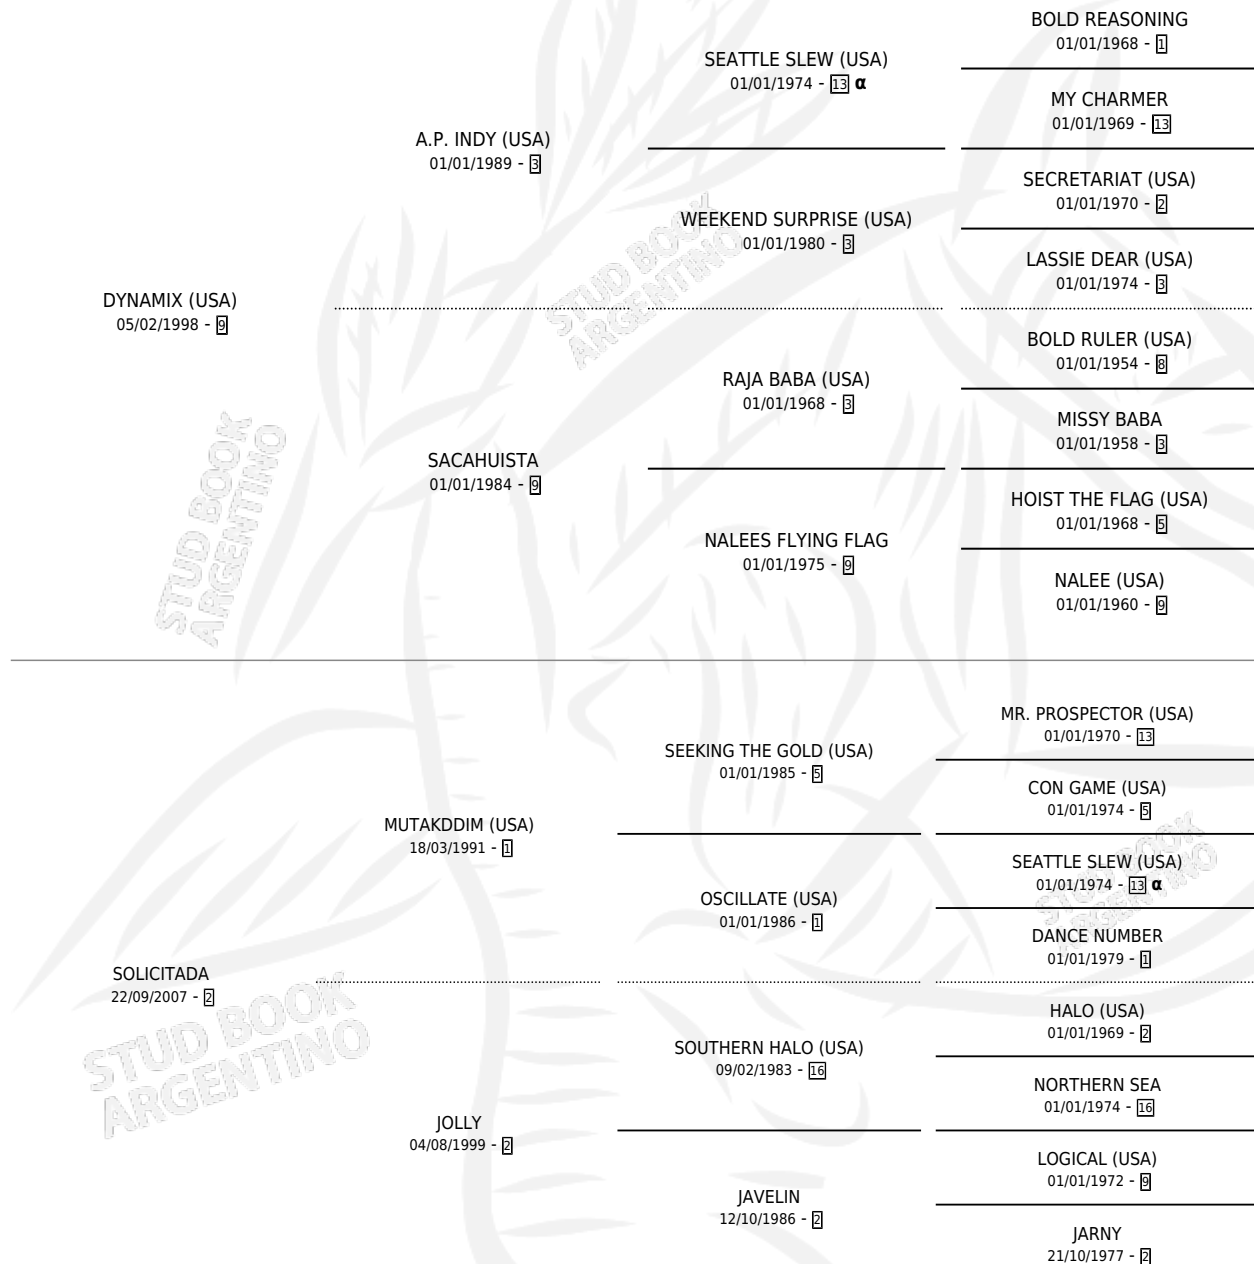 BOLD REASONING
01/01/1968 - 1
SEATTLE SLEW (USA)
01/01/1974 - 13 α
MY CHARMER
01/01/1969 - 13
A.P. INDY (USA)
01/01/1989 - 3
SECRETARIAT (USA)
01/01/1970 - 2
WEEKEND SURPRISE (USA)
01/01/1980 - 3
LASSIE DEAR (USA)
01/01/1974 - 3
DYNAMIX (USA)
05/02/1998 - 9
BOLD RULER (USA)
01/01/1954 - 8
RAJA BABA (USA)
01/01/1968 - 3
MISSY BABA
01/01/1958 - 3
SACAHUISTA
01/01/1984 - 9
HOIST THE FLAG (USA)
01/01/1968 - 5
NALEES FLYING FLAG
01/01/1975 - 9
NALEE (USA)
01/01/1960 - 9
STUD BOOK
ARGENTINO
STUD BOOK
ARGENTINO
MR. PROSPECTOR (USA)
01/01/1970 - 13
SEEKING THE GOLD (USA)
01/01/1985 - 5
CON GAME (USA)
01/01/1974 - 5
MUTAKDDIM (USA)
18/03/1991 - 1
SEATTLE SLEW (USA)
01/01/1974 - 13 α
OSCILLATE (USA)
01/01/1986 - 1
DANCE NUMBER
01/01/1979 - 1
SOLICITADA
22/09/2007 - 2
HALO (USA)
01/01/1969 - 2
SOUTHERN HALO (USA)
09/02/1983 - 16
NORTHERN SEA
01/01/1974 - 16
JOLLY
04/08/1999 - 2
LOGICAL (USA)
01/01/1972 - 9
JAVELIN
12/10/1986 - 2
JARNY
21/10/1977 - 2
STUD BOOK
ARGENTINO
STUD BOOK
ARGENTINO